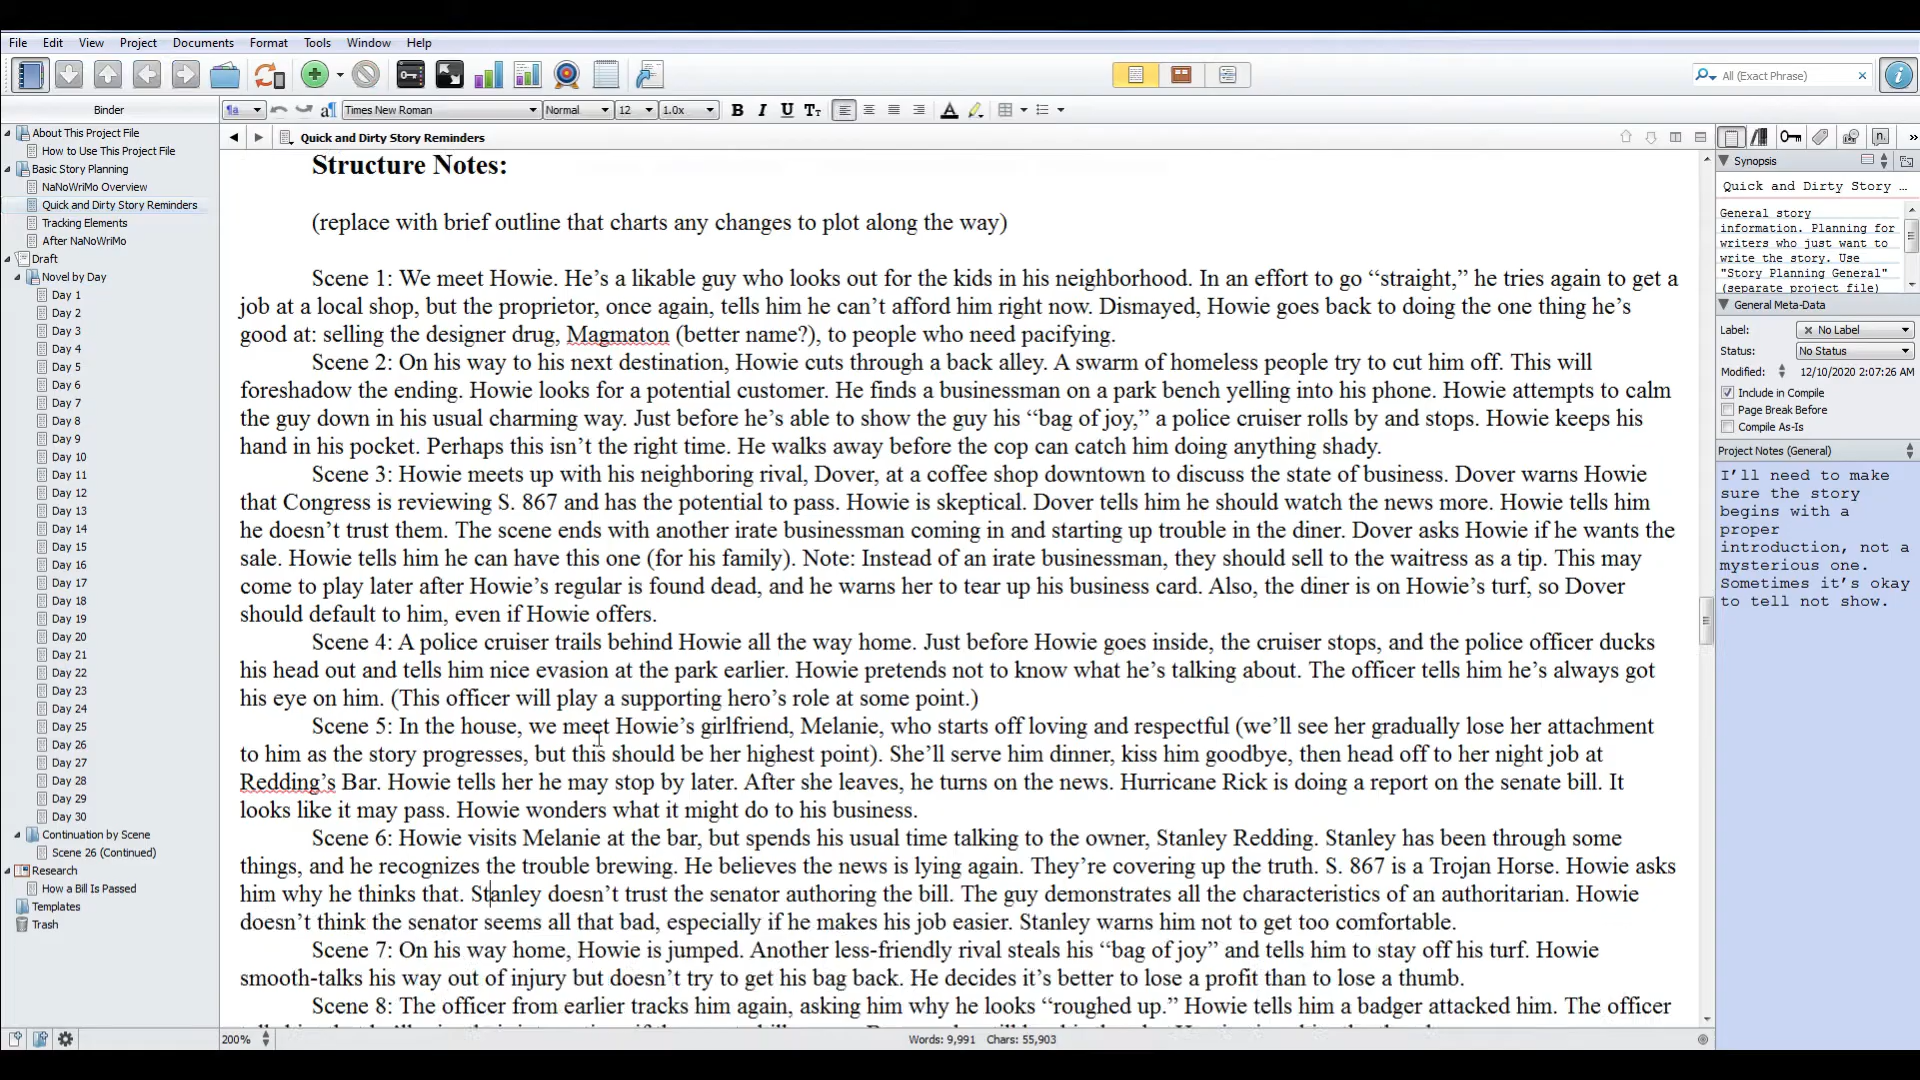 File Edit View Project Documents Format Tools Window Help
All (Exact Phrase)
Binder
Times New Roman Normal 12 1.0x B I U
Quick and Dirty Story Reminders
About This Project File
How to Use This Project File
Basic Story Planning
NaNoWriMo Overview
Quick and Dirty Story Reminders
Tracking Elements
After NaNoWriMo
Draft
Novel by Day
Day 1
Day 2
Day 3
Day 4
Day 5
Day 6
Day 7
Day 8
Day 9
Day 10
Day 11
Day 12
Day 13
Day 14
Day 15
Day 16
Day 17
Day 18
Day 19
Day 20
Day 21
Day 22
Day 23
Day 24
Day 25
Day 26
Day 27
Day 28
Day 29
Day 30
Continuation by Scene
Scene 26 (Continued)
Research
How a Bill Is Passed
Templates
Trash
Structure Notes:
(replace with brief outline that charts any changes to plot along the way)
Scene 1: We meet Howie. He’s a likable guy who looks out for the kids in his neighborhood. In an effort to go “straight,” he tries again to get a
job at a local shop, but the proprietor, once again, tells him he can’t afford him right now. Dismayed, Howie goes back to doing the one thing he’s
good at: selling the designer drug, Magmaton (better name?), to people who need pacifying.
Scene 2: On his way to his next destination, Howie cuts through a back alley. A swarm of homeless people try to cut him off. This will
foreshadow the ending. Howie looks for a potential customer. He finds a businessman on a park bench yelling into his phone. Howie attempts to calm
the guy down in his usual charming way. Just before he’s able to show the guy his “bag of joy,” a police cruiser rolls by and stops. Howie keeps his
hand in his pocket. Perhaps this isn’t the right time. He walks away before the cop can catch him doing anything shady.
Scene 3: Howie meets up with his neighboring rival, Dover, at a coffee shop downtown to discuss the state of business. Dover warns Howie
that Congress is reviewing S. 867 and has the potential to pass. Howie is skeptical. Dover tells him he should watch the news more. Howie tells him
he doesn’t trust them. The scene ends with another irate businessman coming in and starting up trouble in the diner. Dover asks Howie if he wants the
sale. Howie tells him he can have this one (for his family). Note: Instead of an irate businessman, they should sell to the waitress as a tip. This may
come to play later after Howie’s regular is found dead, and he warns her to tear up his business card. Also, the diner is on Howie’s turf, so Dover
should default to him, even if Howie offers.
Scene 4: A police cruiser trails behind Howie all the way home. Just before Howie goes inside, the cruiser stops, and the police officer ducks
his head out and tells him nice evasion at the park earlier. Howie pretends not to know what he’s talking about. The officer tells him he’s always got
his eye on him. (This officer will play a supporting hero’s role at some point.)
Scene 5: In the house, we meet Howie’s girlfriend, Melanie, who starts off loving and respectful (we’ll see her gradually lose her attachment
to him as the story progresses, but this should be her highest point). She’ll serve him dinner, kiss him goodbye, then head off to her night job at
Redding’s Bar. Howie tells her he may stop by later. After she leaves, he turns on the news. Hurricane Rick is doing a report on the senate bill. It
looks like it may pass. Howie wonders what it might do to his business.
Scene 6: Howie visits Melanie at the bar, but spends his usual time talking to the owner, Stanley Redding. Stanley has been through some
things, and he recognizes the trouble brewing. He believes the news is lying again. They’re covering up the truth. S. 867 is a Trojan Horse. Howie asks
him why he thinks that. Stanley doesn’t trust the senator authoring the bill. The guy demonstrates all the characteristics of an authoritarian. Howie
doesn’t think the senator seems all that bad, especially if he makes his job easier. Stanley warns him not to get too comfortable.
Scene 7: On his way home, Howie is jumped. Another less-friendly rival steals his “bag of joy” and tells him to stay off his turf. Howie
smooth-talks his way out of injury but doesn’t try to get his bag back. He decides it’s better to lose a profit than to lose a thumb.
Scene 8: The officer from earlier tracks him again, asking him why he looks “roughed up.” Howie tells him a badger attacked him. The officer
200%
Words: 9,991 Chars: 55,903
Synopsis
Quick and Dirty Story ...
General story
information. Planning for
writers who just want to
write the story. Use
"Story Planning General"
(separate project file)
General Meta-Data
Label: No Label
Status: No Status
Modified: 12/10/2020 2:07:26 AM
Include in Compile
Page Break Before
Compile As-Is
Project Notes (General)
I’ll need to make
sure the story
begins with a
proper
introduction, not a
mysterious one.
Sometimes it’s okay
to tell not show.